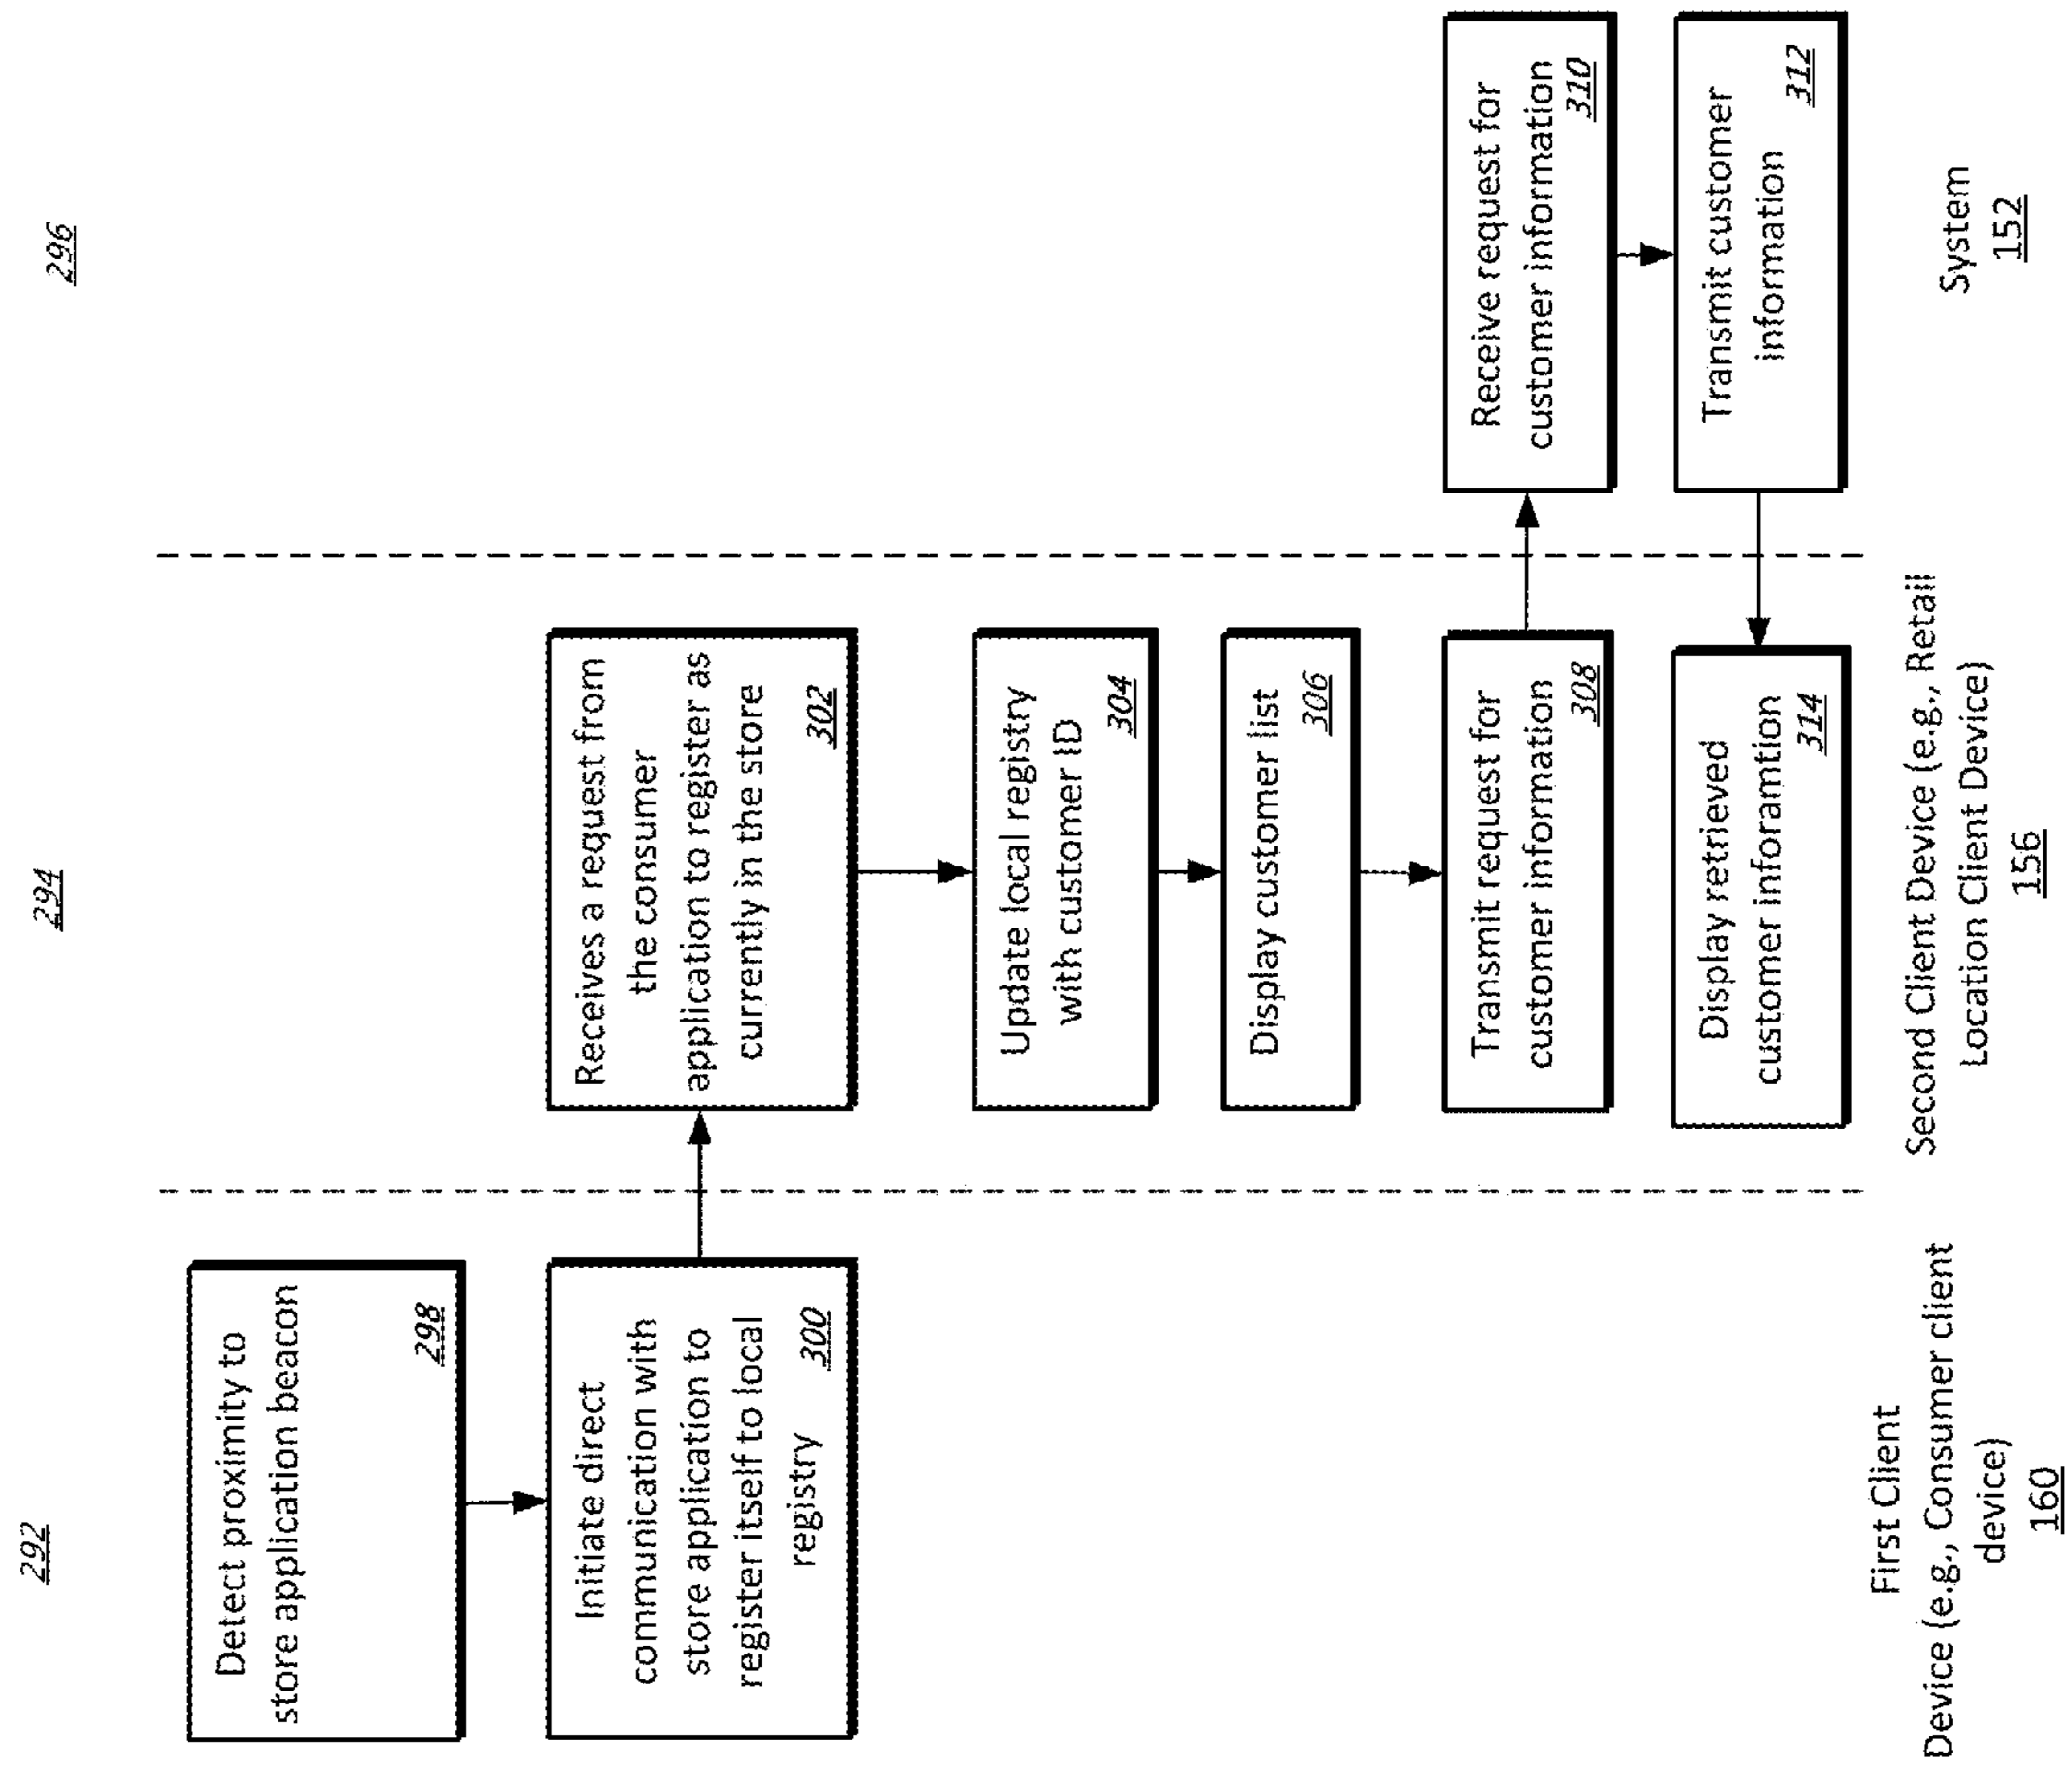 292
294
296
Detect proximity to
store application beacon
298
Initiate direct
communication with
store application to
register itself to local
registry
300
Receives a request from
the consumer
application to register as
currently in the store
302
Update local registry
with customer ID
304
Display customer list
306
Transmit request for
customer information
308
Receive request for
customer information
310
Transmit customer
information
312
Display retrieved
customer inforamtion
314
First Client
Device (e.g., Consumer client
device)
160
Second Client Device (e.g., Retail
Location Client Device)
156
System
152